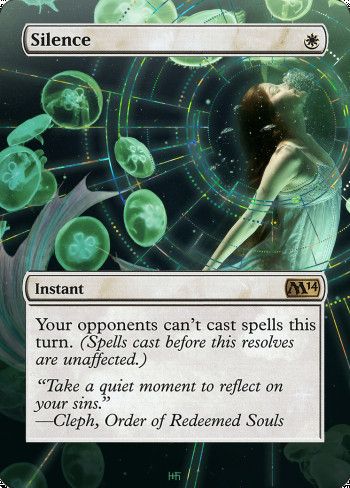 Silence
Instant
M14
Your opponents can't cast spells this
turn. (Spells cast before this resolves
are unaffected.)
“Take a quiet moment to reflect on
your sins.”
—Cleph, Order of Redeemed Souls